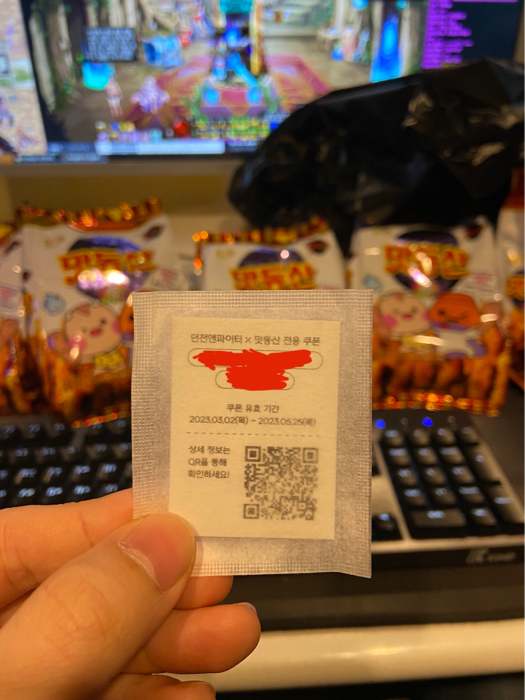 맛동산
맛동산
맛동산
던전앤파이터 × 맛동산 전용 쿠폰
쿠폰 유효 기간
2023.03.02(목) ~ 2023.05.25(목)
상세 정보는
QR을 통해
확인하세요!